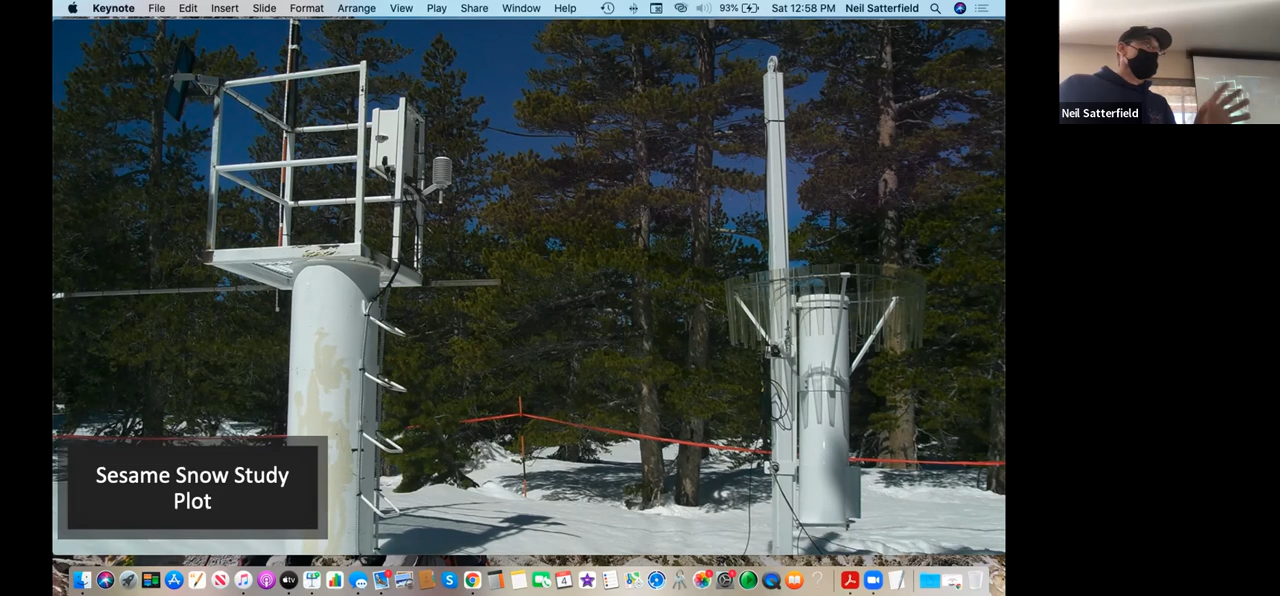 Keynote File Edit Insert Slide Format Arrange View Play Share Window Help 93% Sat 12:58 PM Neil Satterfield
Neil Satterfield
Sesame Snow Study
Plot